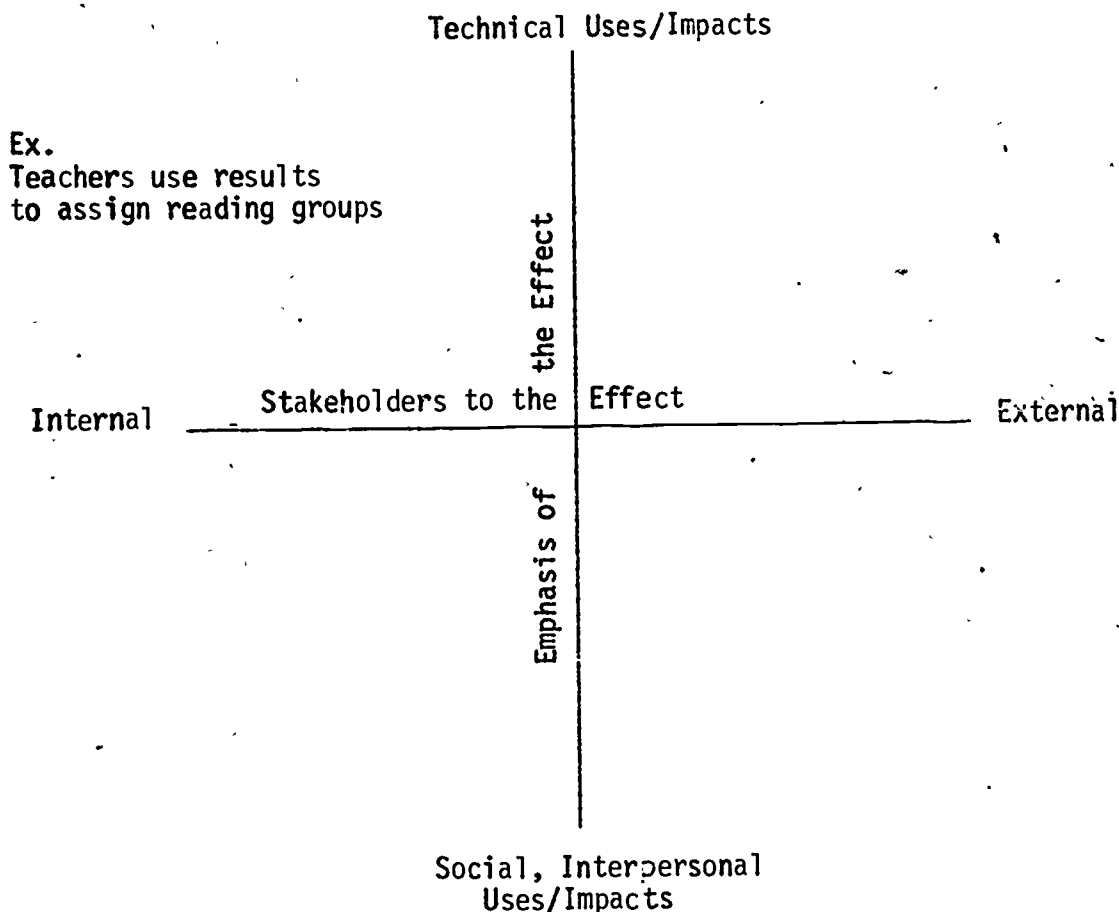 Technical Uses/Impacts
Ex.
Teachers use results
to assign reading groups
Emphasis of the Effect
Internal
Stakeholders to the Effect
External
Social, Interpersonal
Uses/Impacts